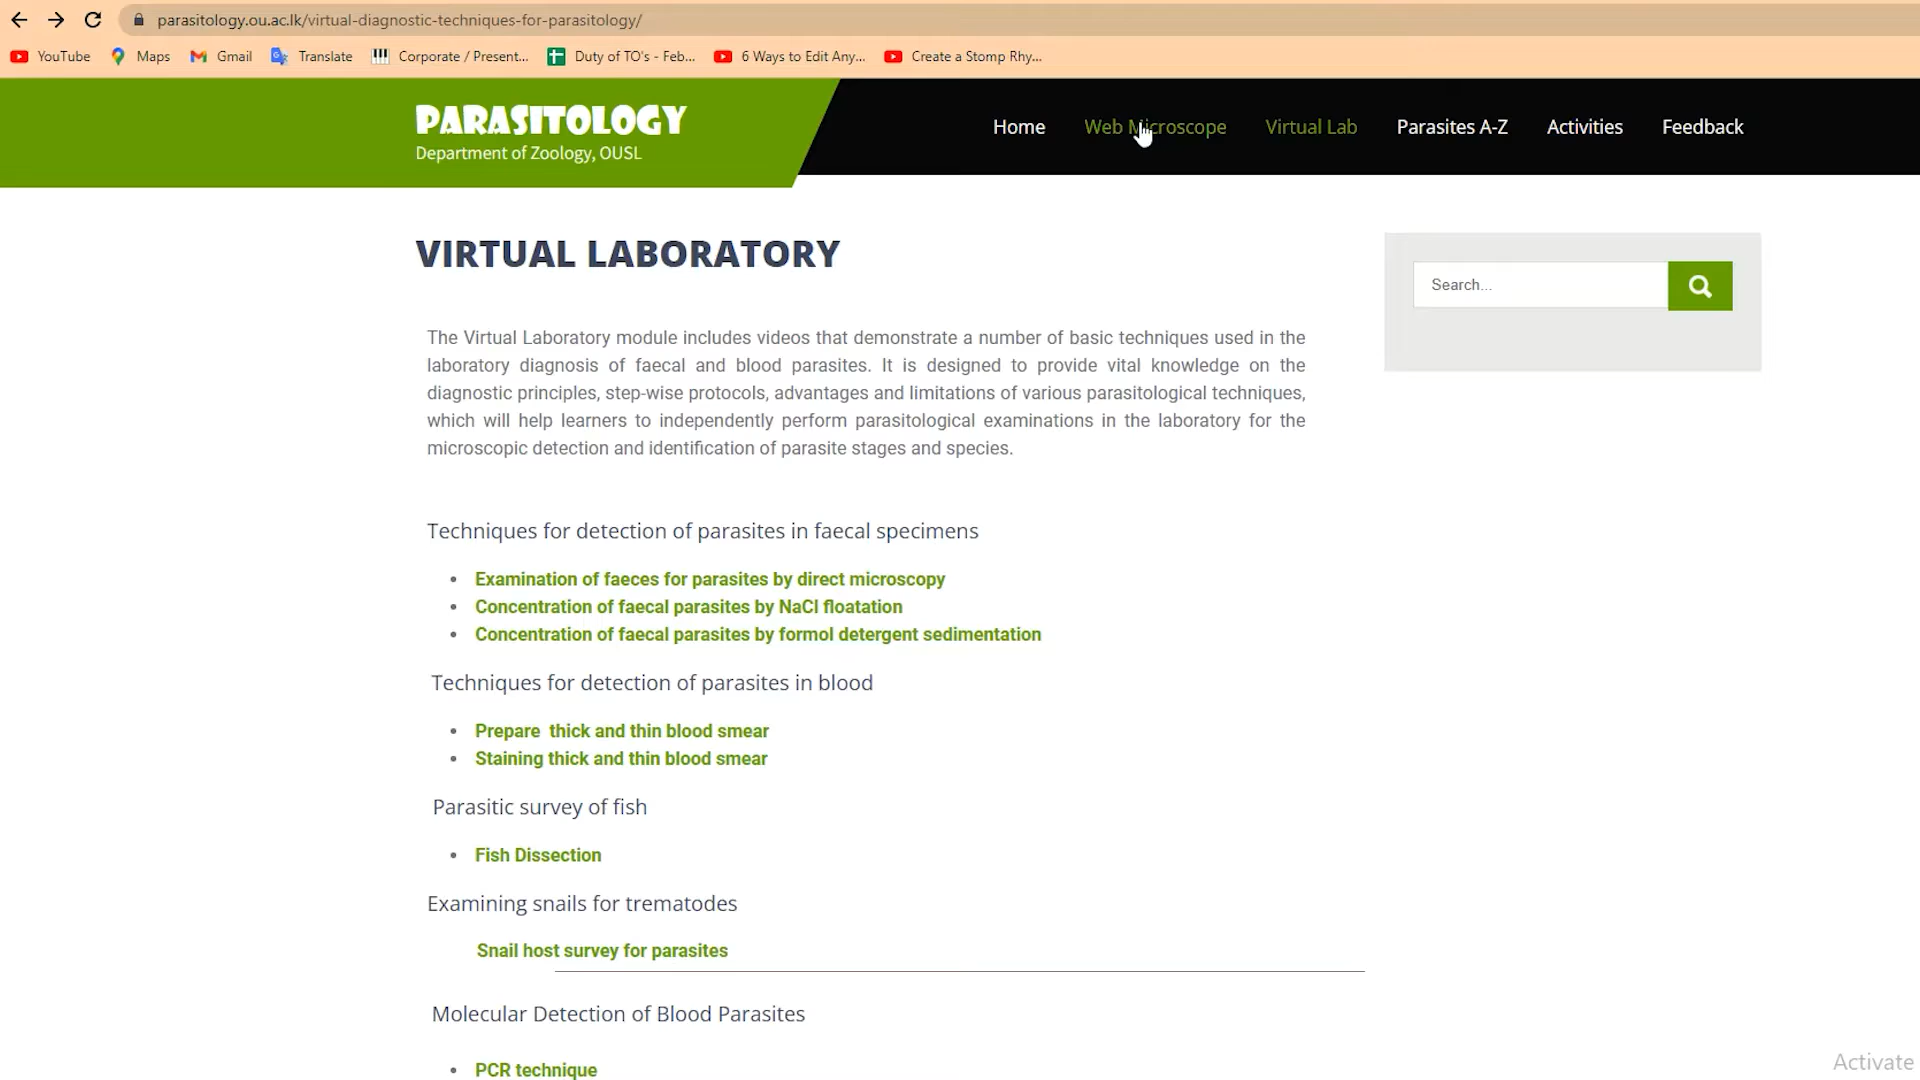 parasitology.ou.ac.lk/virtual-diagnostic-techniques-for-parasitology/
YouTube Maps Gmail Translate Corporate / Present... Duty of TO's - Feb... 6 Ways to Edit Any... Create a Stomp Rhy...
PARASITOLOGY
Department of Zoology, OUSL
Home Web Microscope Virtual Lab Parasites A-Z Activities Feedback
VIRTUAL LABORATORY
Search...
The Virtual Laboratory module includes videos that demonstrate a number of basic techniques used in the
laboratory diagnosis of faecal and blood parasites. It is designed to provide vital knowledge on the
diagnostic principles, step-wise protocols, advantages and limitations of various parasitological techniques,
which will help learners to independently perform parasitological examinations in the laboratory for the
microscopic detection and identification of parasite stages and species.
Techniques for detection of parasites in faecal specimens
• Examination of faeces for parasites by direct microscopy
• Concentration of faecal parasites by NaCl floatation
• Concentration of faecal parasites by formol detergent sedimentation
Techniques for detection of parasites in blood
• Prepare thick and thin blood smear
• Staining thick and thin blood smear
Parasitic survey of fish
• Fish Dissection
Examining snails for trematodes
Snail host survey for parasites
Molecular Detection of Blood Parasites
• PCR technique
Activate